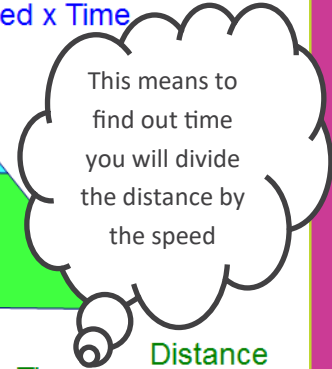 ed x Time
This means to
find out time
you will divide
the distance by
the speed
Distance